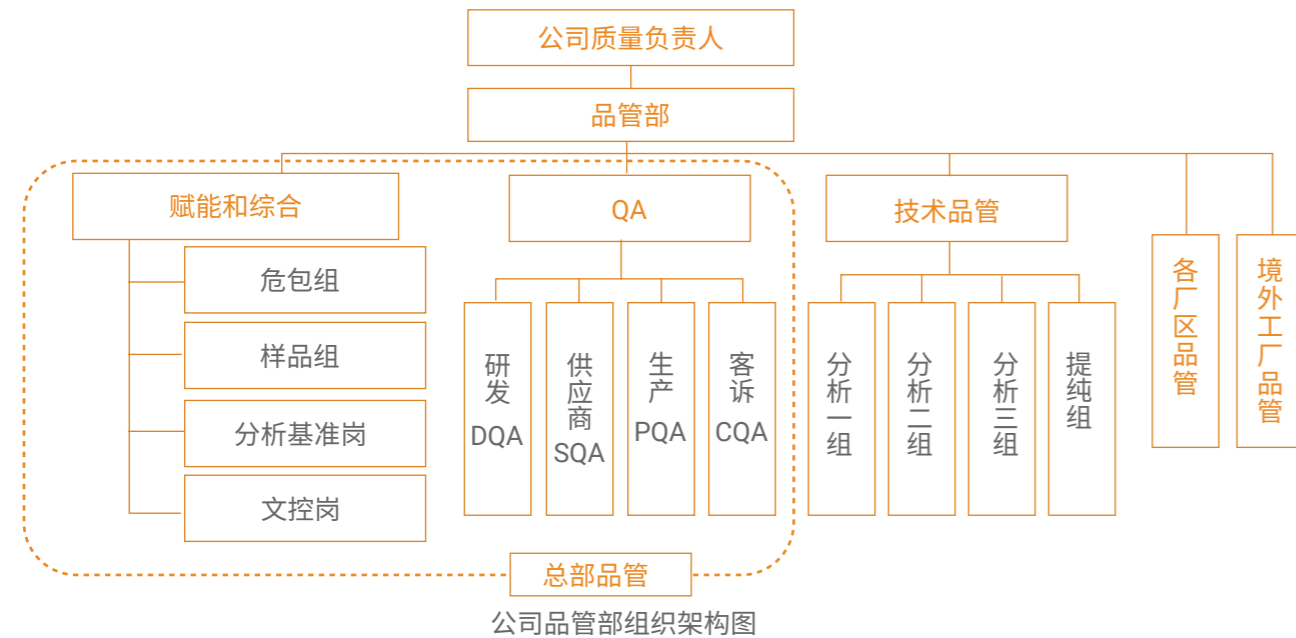 公司质量负责人
品管部
赋能和综合
QA
技术品管
各厂区品管
境外工厂品管
危包组
样品组
分析基准岗
文控岗
研发
DQA
供应商
SQA
生产
PQA
客诉
CQA
分析一组
分析二组
分析三组
提纯组
总部品管
公司品管部组织架构图